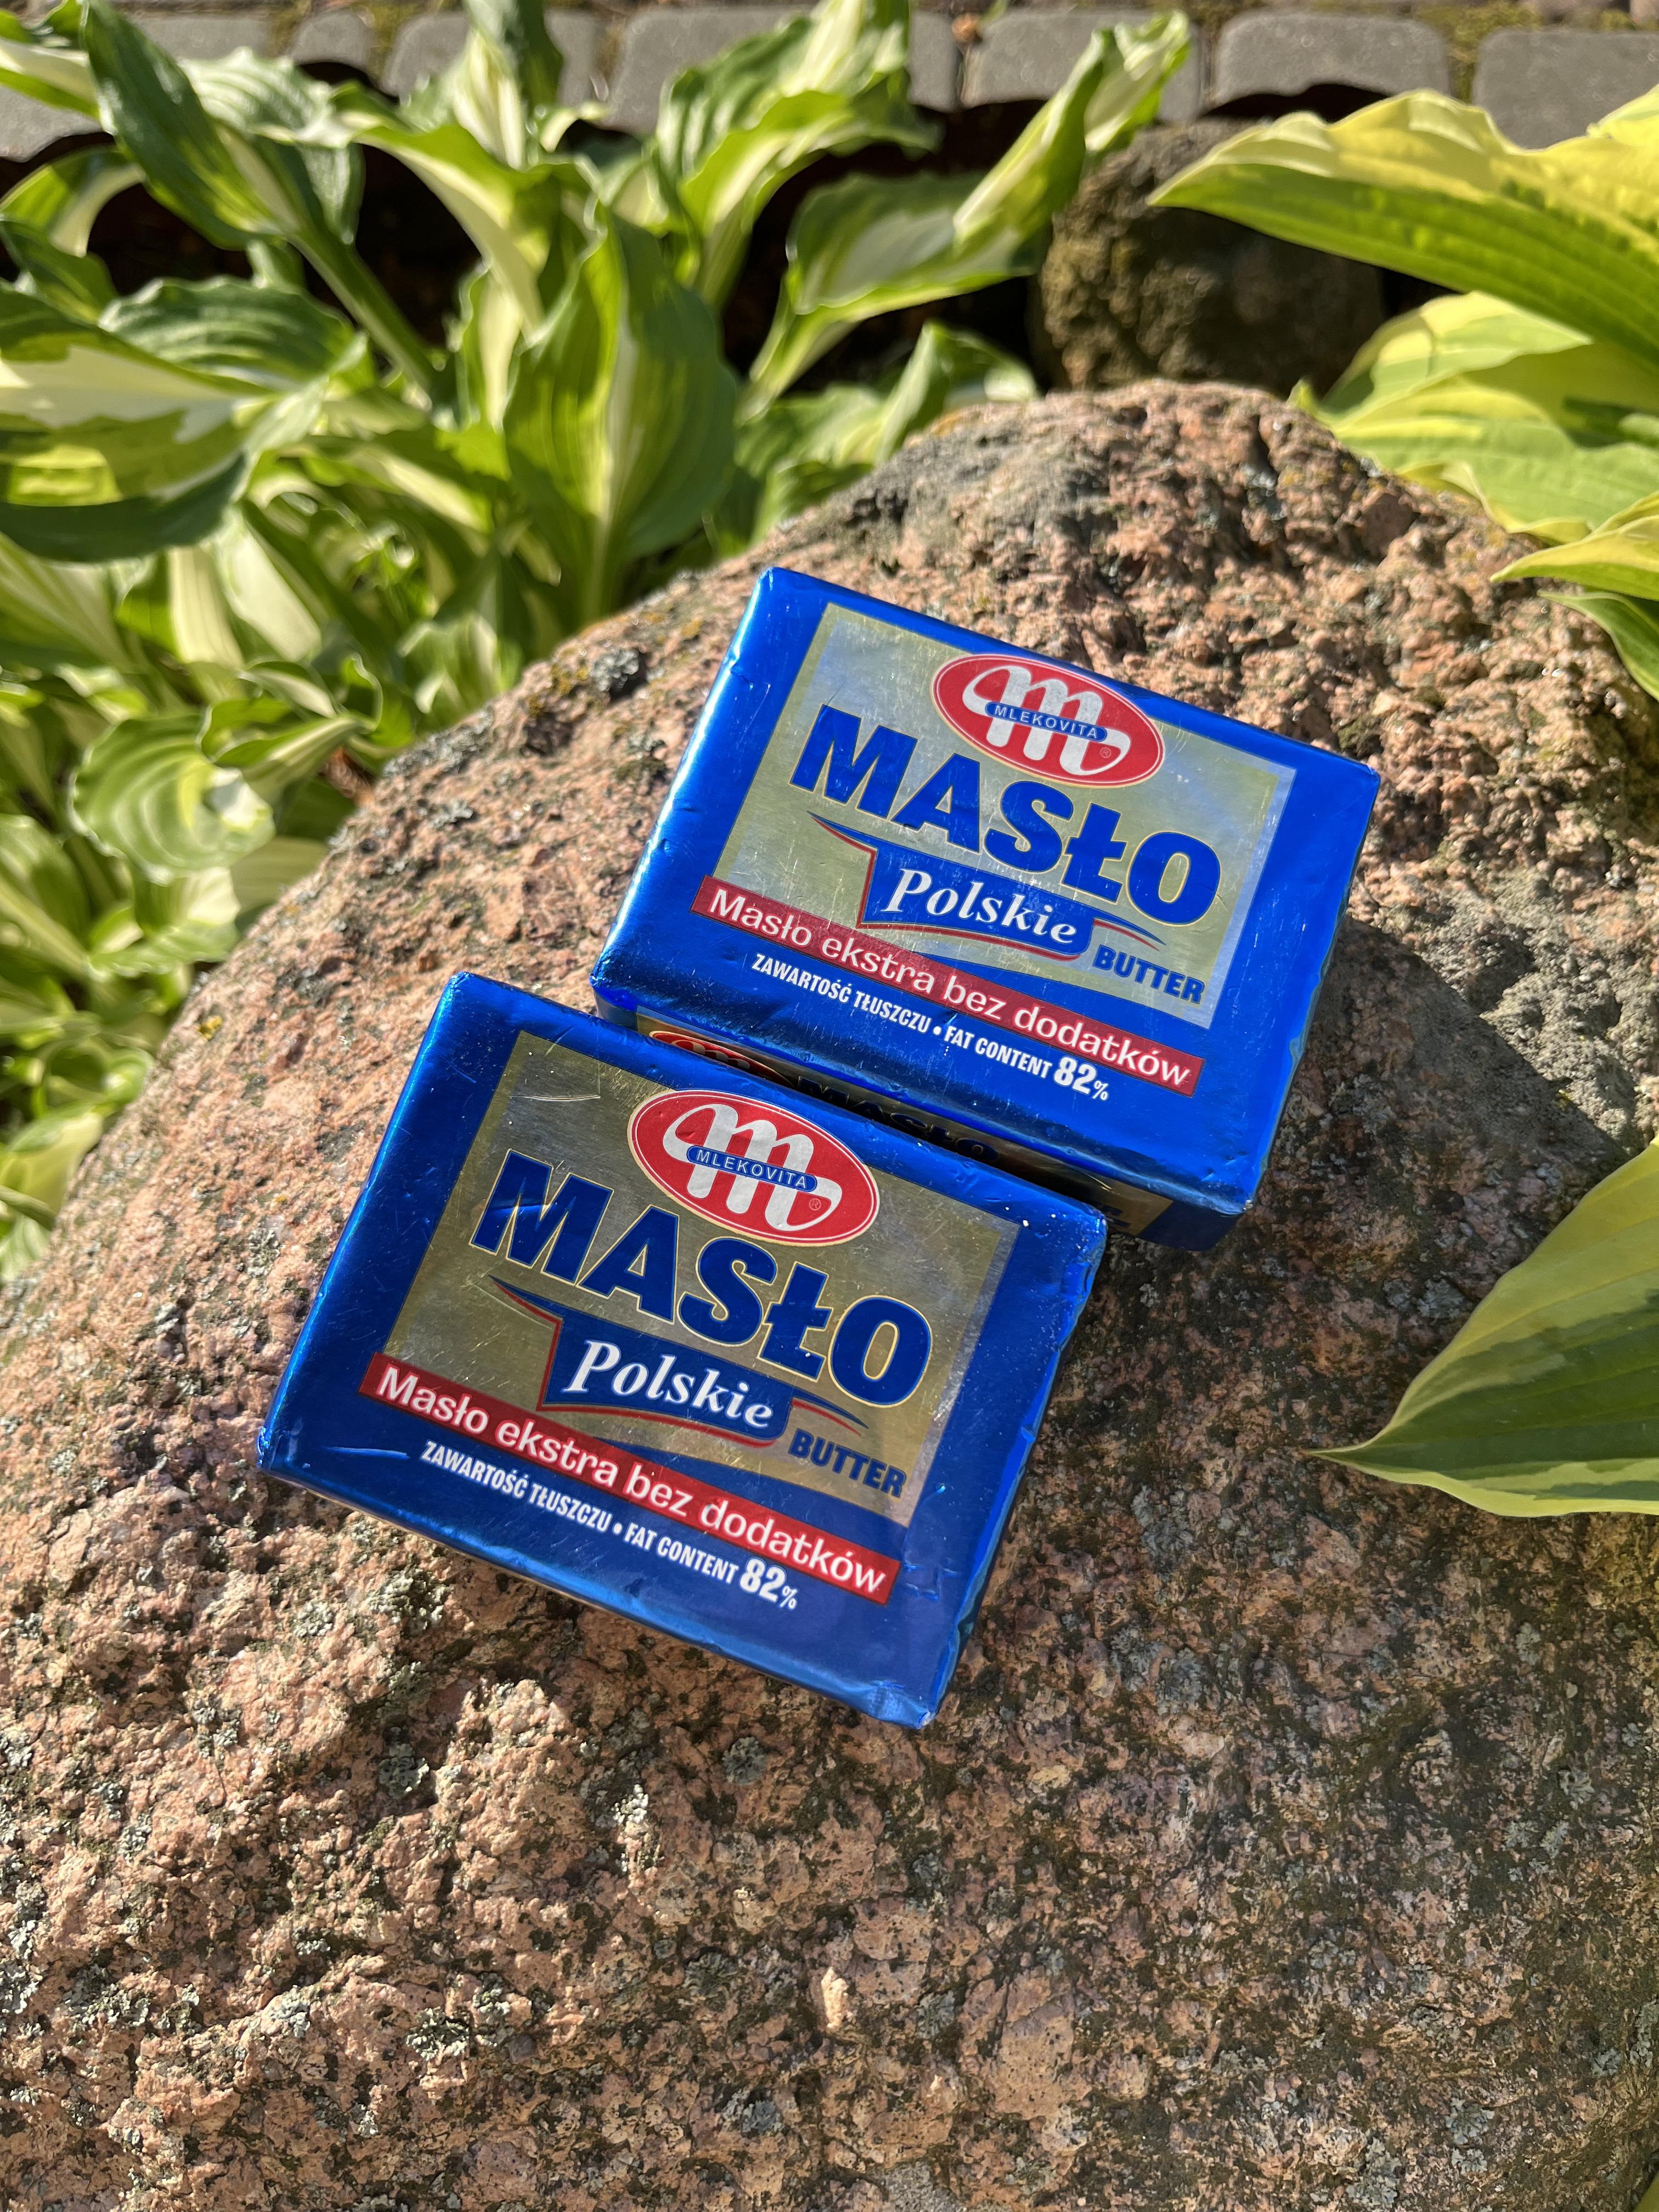 MLEKOVITA
®
MASŁO
Polskie
BUTTER
Masło ekstra bez dodatków
ZAWARTOŚĆ TŁUSZCZU • FAT CONTENT 82%
MASŁO
MLEKOVITA
®
MASŁO
Polskie
BUTTER
Masło ekstra bez dodatków
ZAWARTOŚĆ TŁUSZCZU • FAT CONTENT 82%